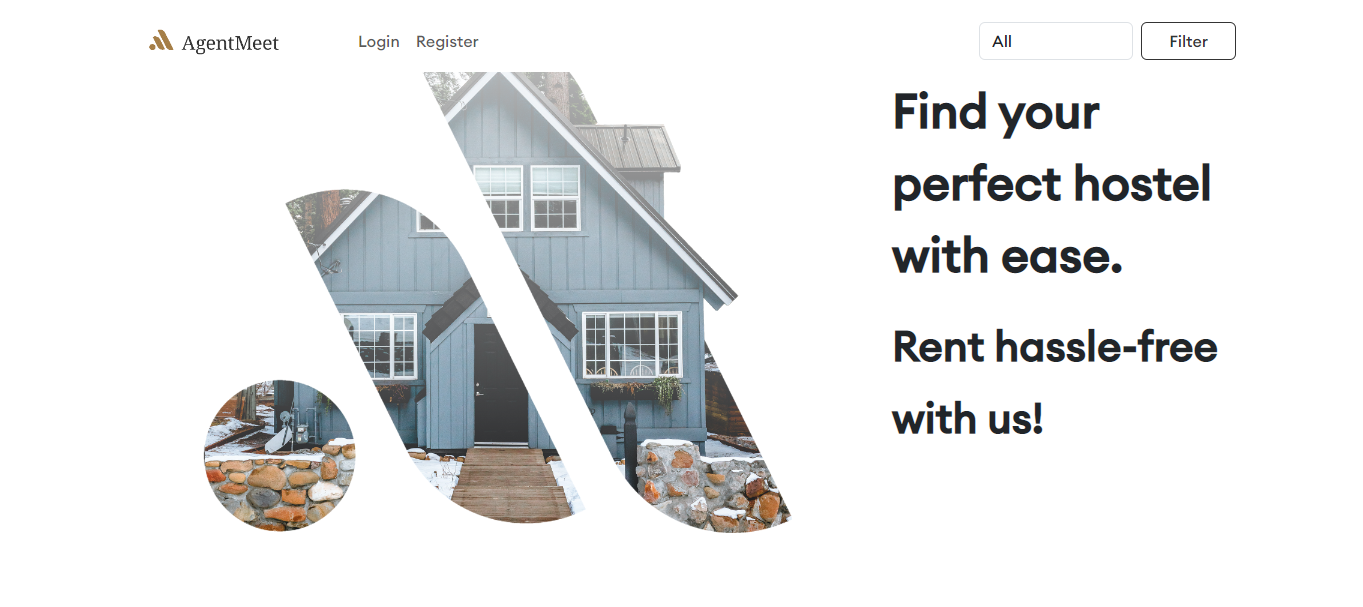 AgentMeet
Login
Register
All
Filter
Find your
perfect hostel
with ease.
Rent hassle-free
with us!